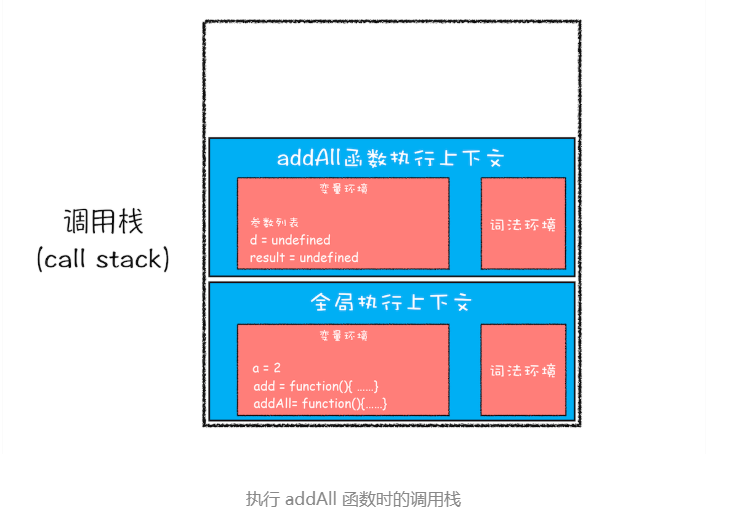 addAll函数执行上下文
变量环境
参数列表
d = undefined
result = undefined
词法环境
调用栈
(call stack)
全局执行上下文
变量环境
a = 2
add = function(){ ......}
addAll= function(){......}
词法环境
执行 addAll 函数时的调用栈